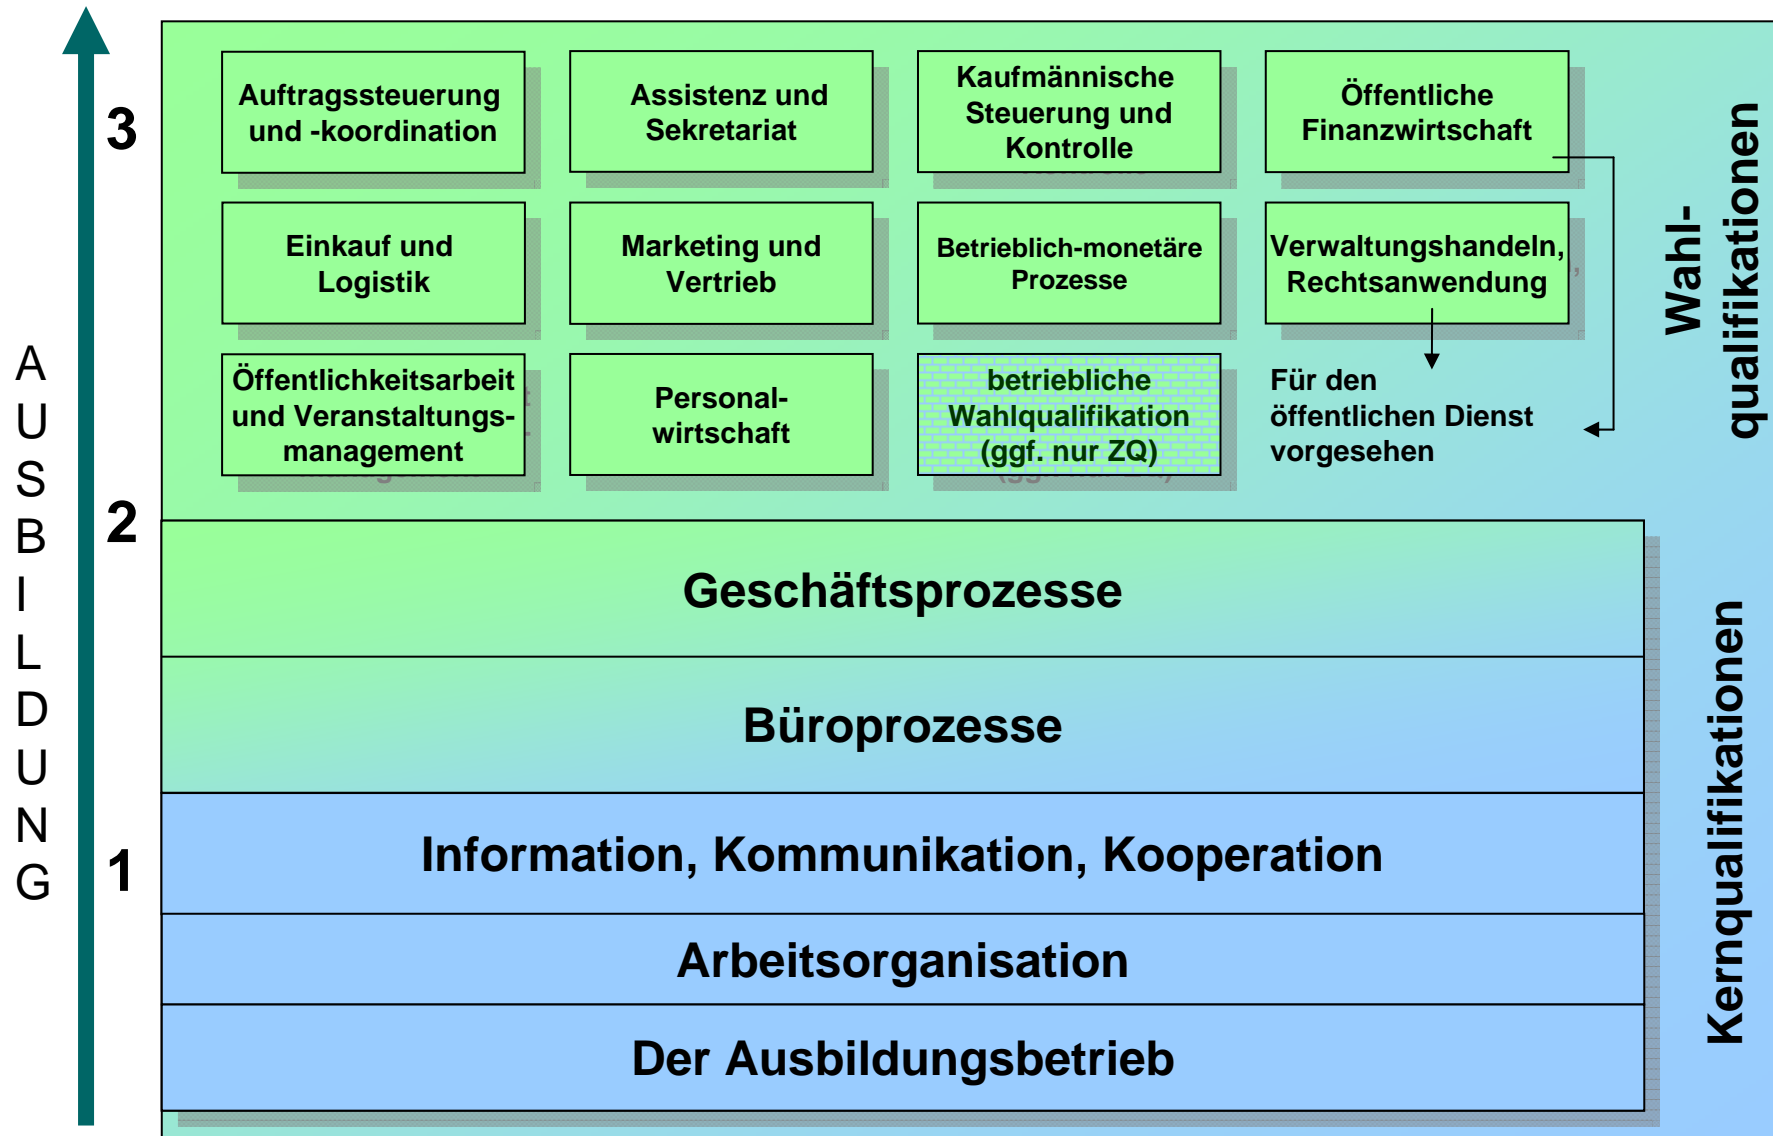 AUSBILDUNG
3
2
1
Auftragssteuerung
und -koordination
Assistenz und
Sekretariat
Kaufmännische
Steuerung und
Kontrolle
Öffentliche
Finanzwirtschaft
Einkauf und
Logistik
Marketing und
Vertrieb
Betrieblich-monetäre
Prozesse
Verwaltungshandeln,
Rechtsanwendung
Öffentlichkeitsarbeit
und Veranstaltungs-
management
Personal-
wirtschaft
betriebliche
Wahlqualifikation
(ggf. nur ZQ)
Für den
öffentlichen Dienst
vorgesehen
Wahl-
qualifikationen
Geschäftsprozesse
Büroprozesse
Information, Kommunikation, Kooperation
Arbeitsorganisation
Der Ausbildungsbetrieb
Kernqualifikationen